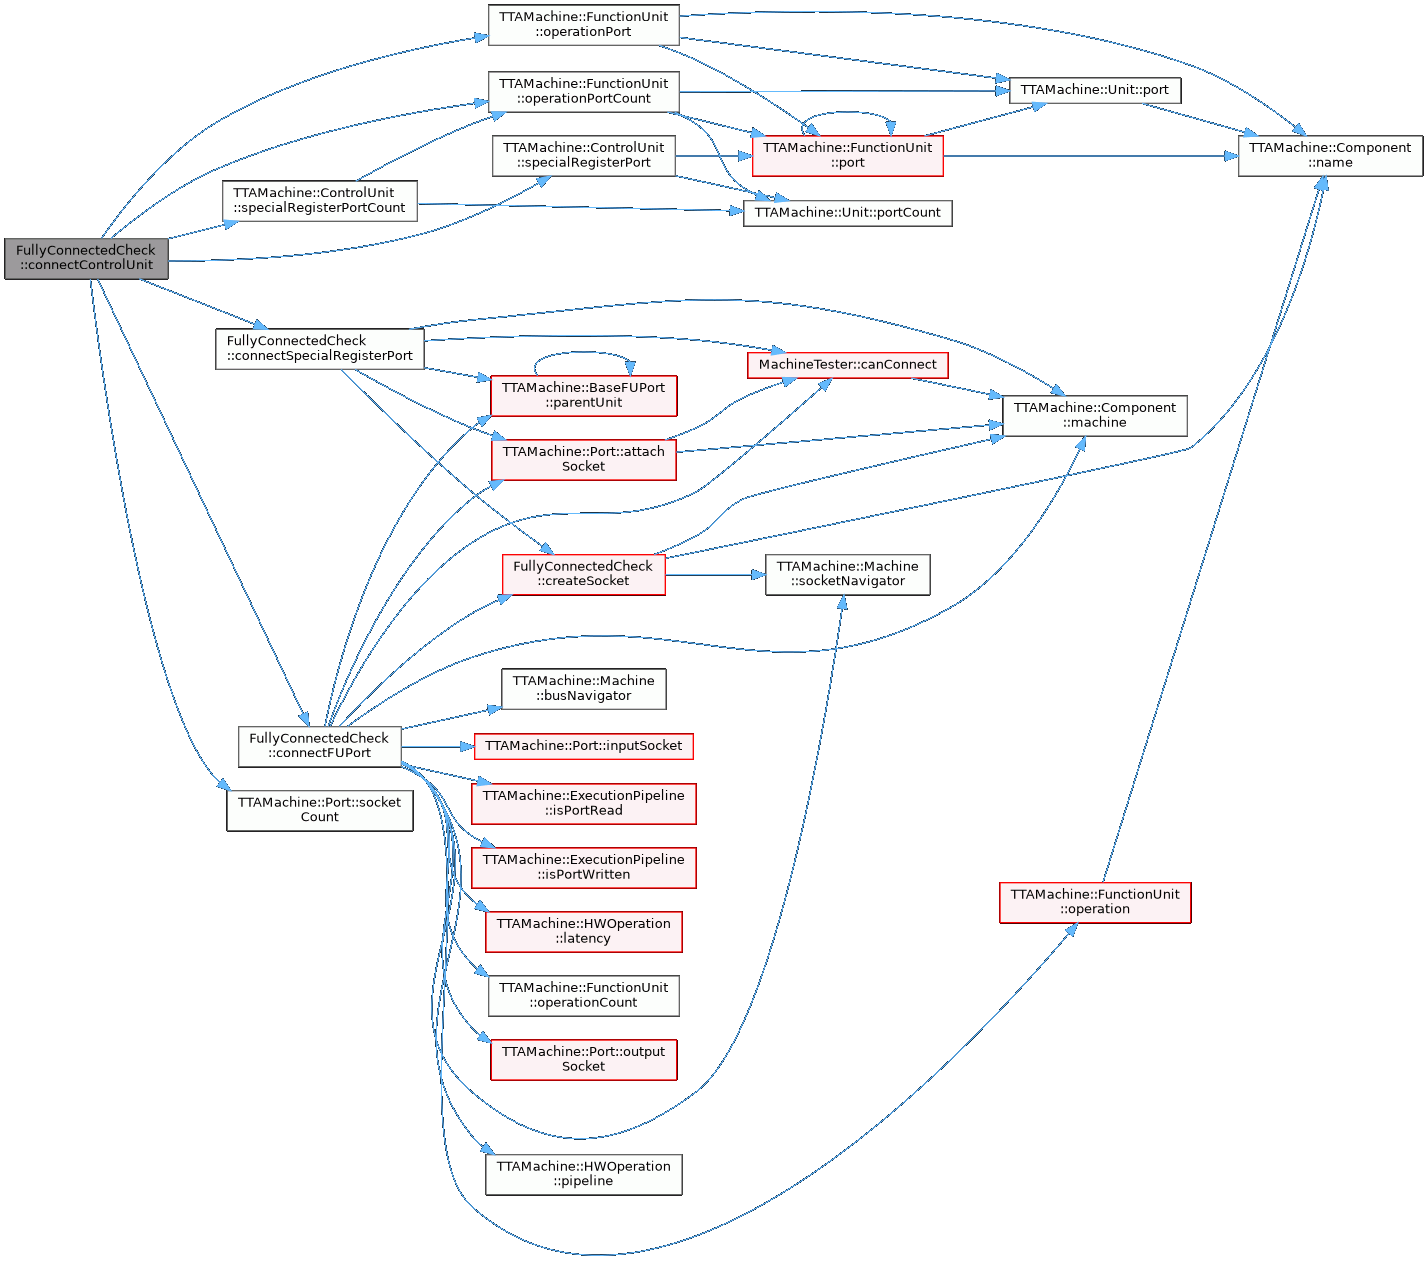 TTAMachine::FunctionUnit
::operationPort
TTAMachine::FunctionUnit
::operationPortCount
TTAMachine::Unit::port
TTAMachine::ControlUnit
::specialRegisterPort
TTAMachine::FunctionUnit
::port
TTAMachine::Component
::name
TTAMachine::ControlUnit
::specialRegisterPortCount
TTAMachine::Unit::portCount
FullyConnectedCheck
::connectControlUnit
FullyConnectedCheck
::connectSpecialRegisterPort
MachineTester::canConnect
TTAMachine::BaseFUPort
::parentUnit
TTAMachine::Component
::machine
TTAMachine::Port::attach
Socket
FullyConnectedCheck
::createSocket
TTAMachine::Machine
::socketNavigator
TTAMachine::Machine
::busNavigator
FullyConnectedCheck
::connectFUPort
TTAMachine::Port::inputSocket
TTAMachine::ExecutionPipeline
::isPortRead
TTAMachine::Port::socket
Count
TTAMachine::ExecutionPipeline
::isPortWritten
TTAMachine::FunctionUnit
::operation
TTAMachine::HWOperation
::latency
TTAMachine::FunctionUnit
::operationCount
TTAMachine::Port::output
Socket
TTAMachine::HWOperation
::pipeline